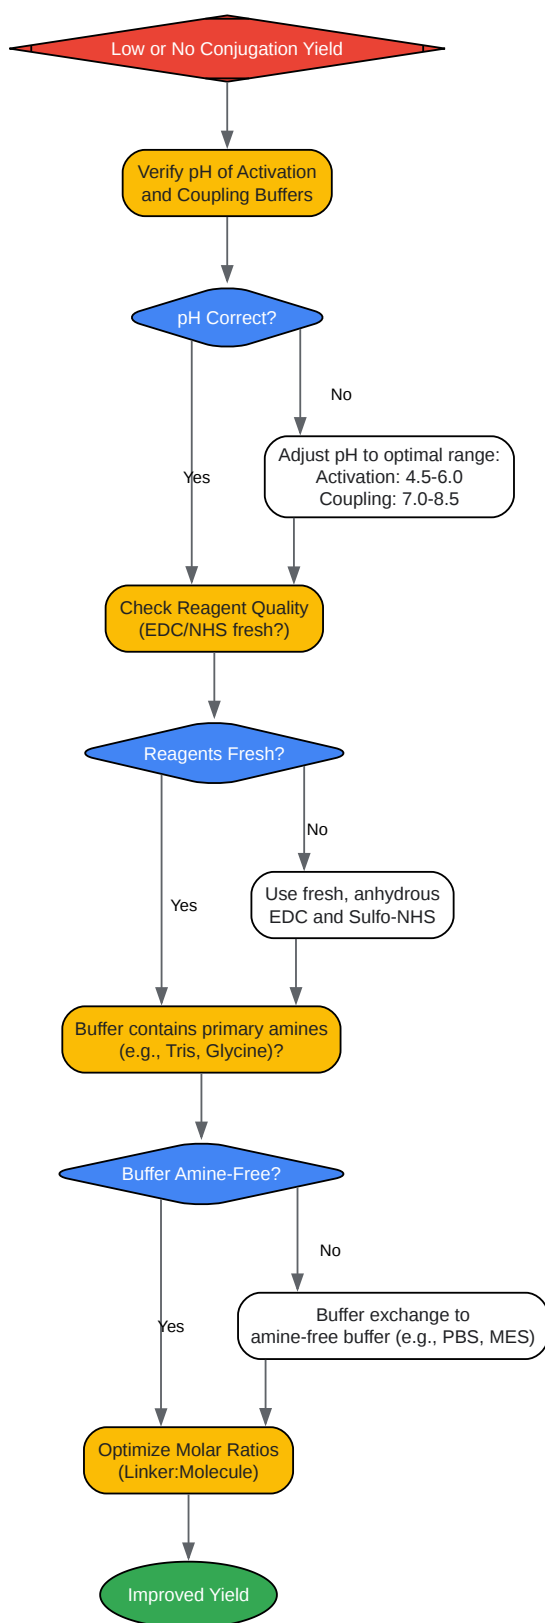 Low or No Conjugation Yield
Verify pH of Activation
and Coupling Buffers
pH Correct?
No
Adjust pH to optimal range:
Activation: 4.5-6.0
Coupling: 7.0-8.5
Yes
Check Reagent Quality
(EDC/NHS fresh?)
Reagents Fresh?
No
Use fresh, anhydrous
EDC and Sulfo-NHS
Yes
Buffer contains primary amines
(e.g., Tris, Glycine)?
Buffer Amine-Free?
No
Buffer exchange to
amine-free buffer (e.g., PBS, MES)
Yes
Optimize Molar Ratios
(Linker:Molecule)
Improved Yield